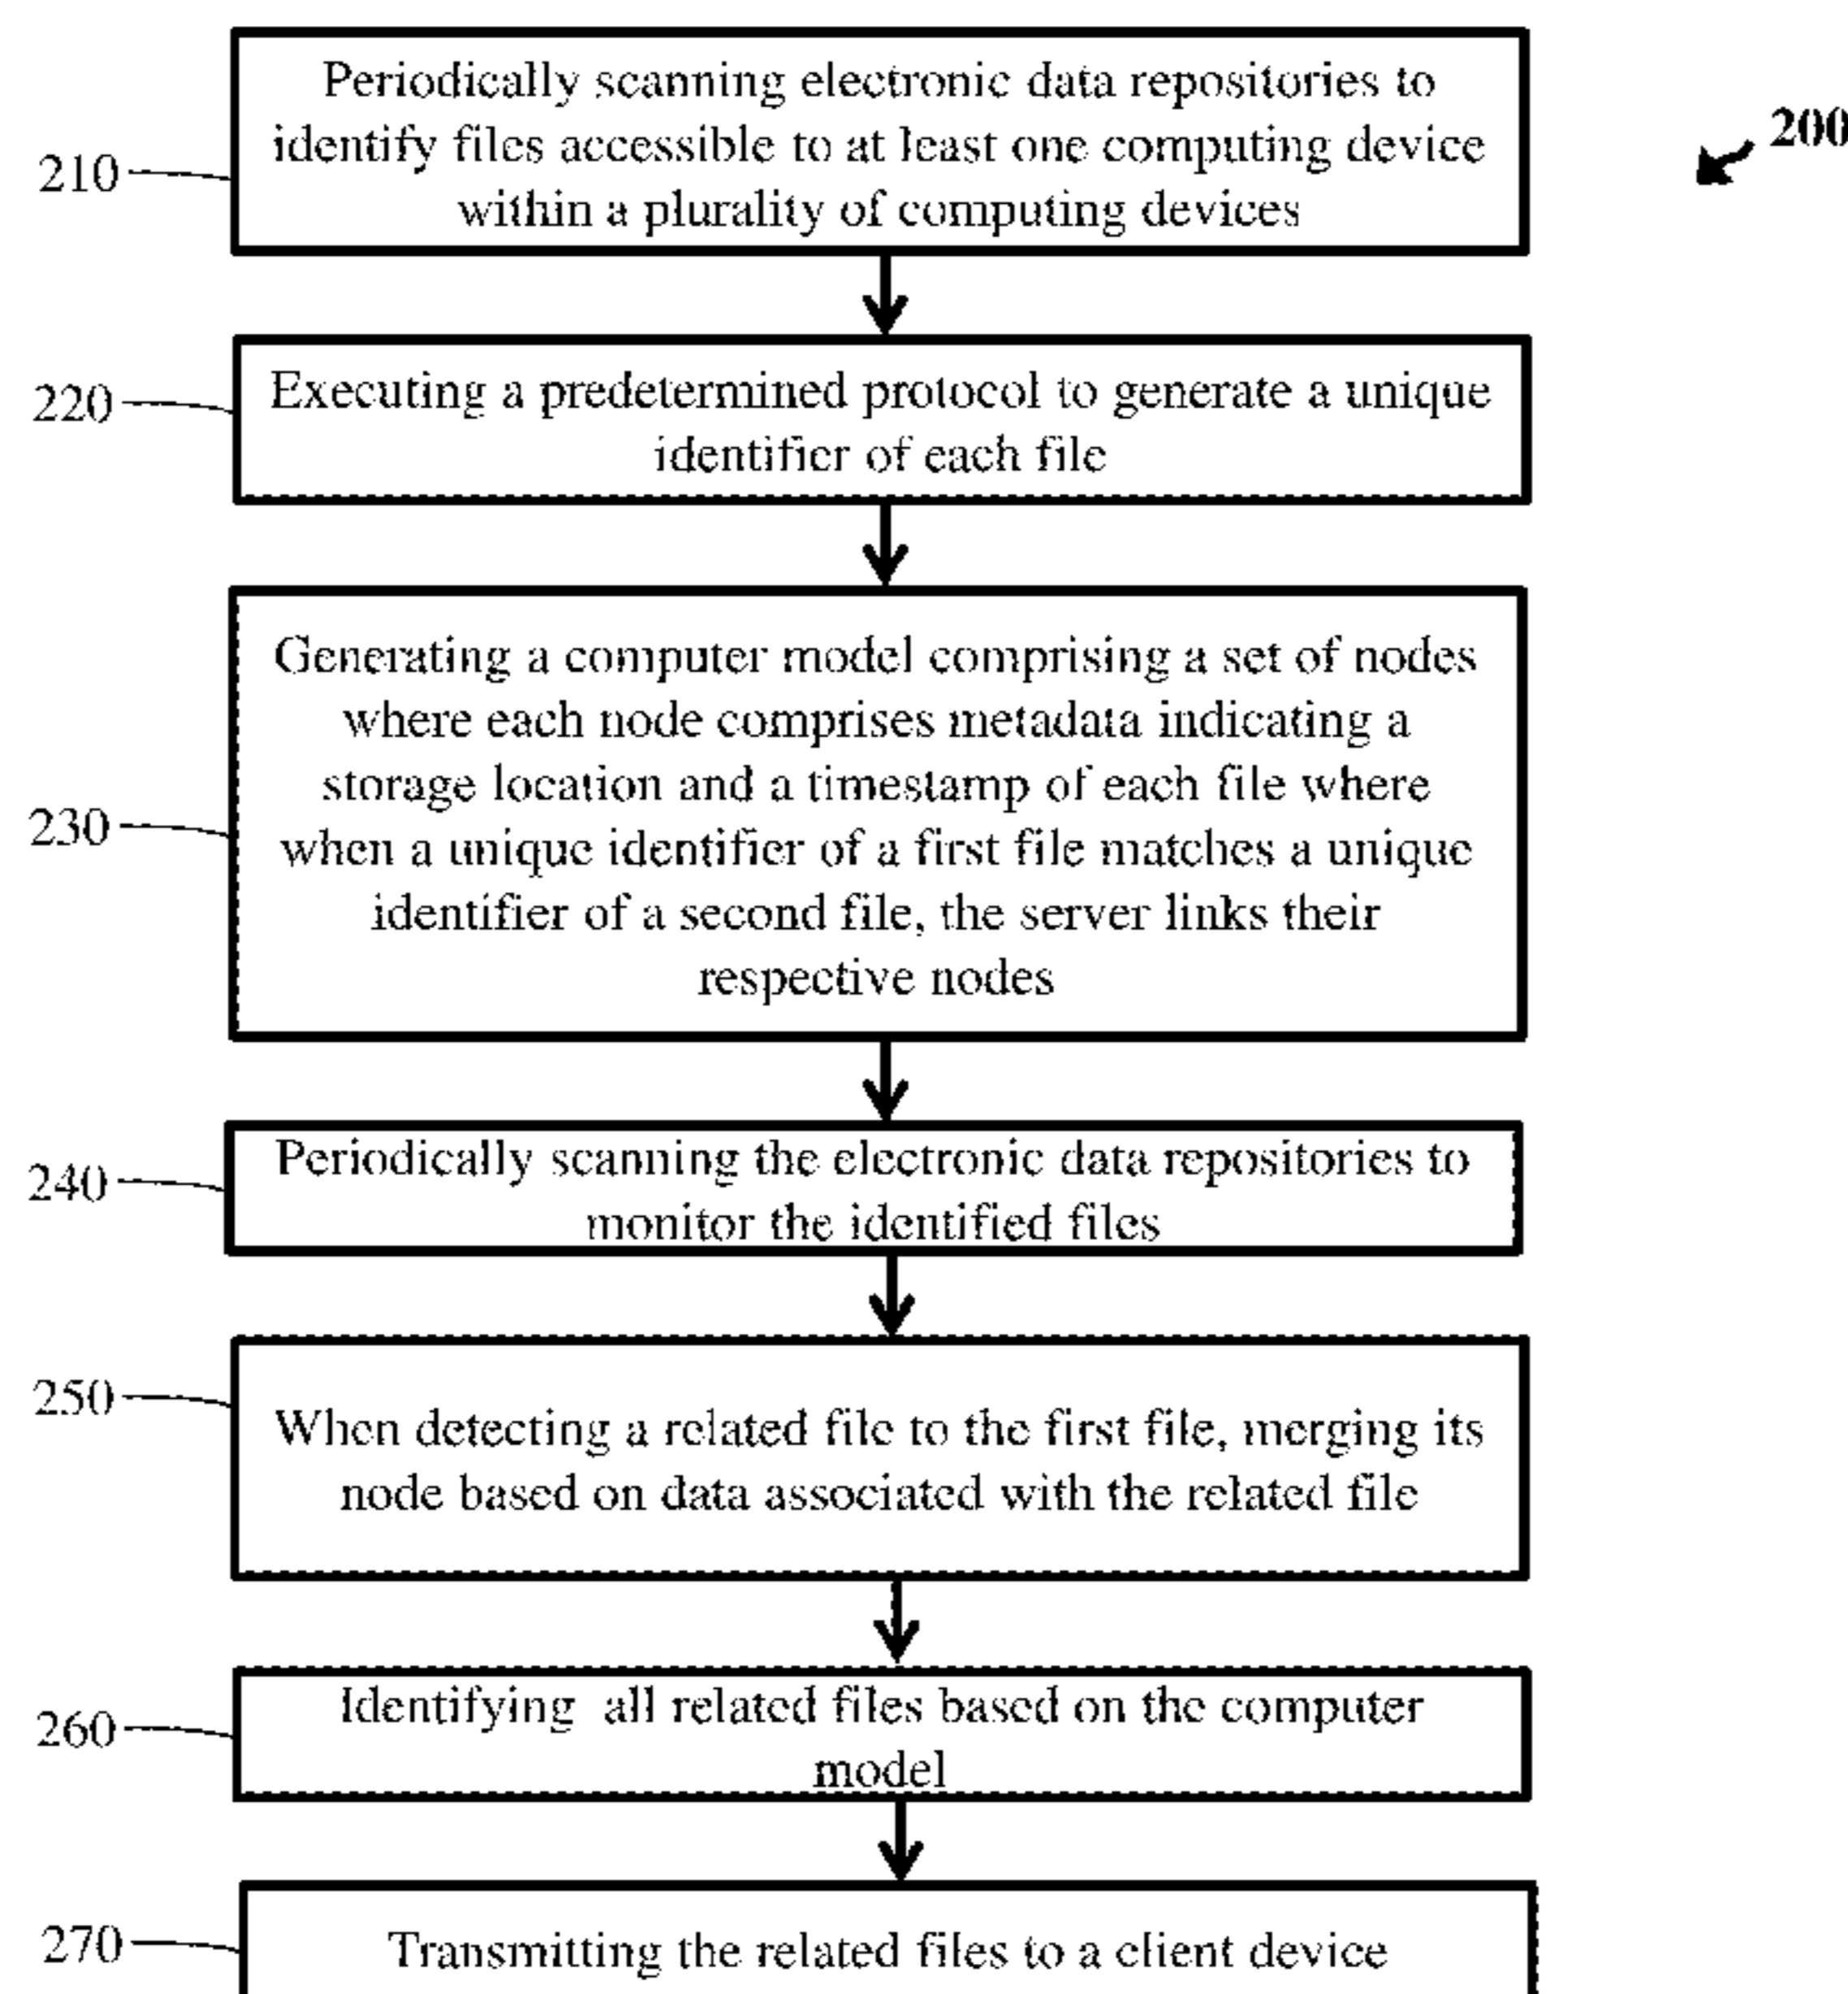 200
210
Periodically scanning electronic data repositories to
identify files accessible to at least one computing device
within a plurality of computing devices
220
Executing a predetermined protocol to generate a unique
identifier of each file
230
Generating a computer model comprising a set of nodes
where each node comprises metadata indicating a
storage location and a timestamp of each file where
when a unique identifier of a first file matches a unique
identifier of a second file, the server links their
respective nodes
240
Periodically scanning the electronic data repositories to
monitor the identified files
250
When detecting a related file to the first file, merging its
node based on data associated with the related file
260
Identifying all related files based on the computer
model
270
Transmitting the related files to a client device